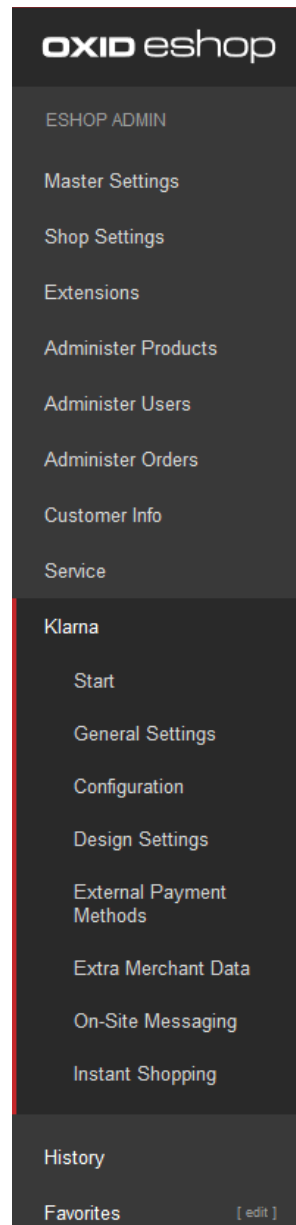 OXID eshop
ESHOP ADMIN
Master Settings
Shop Settings
Extensions
Administer Products
Administer Users
Administer Orders
Customer Info
Service
Klarna
Start
General Settings
Configuration
Design Settings
External Payment
Methods
Extra Merchant Data
On-Site Messaging
Instant Shopping
History
Favorites [ edit ]